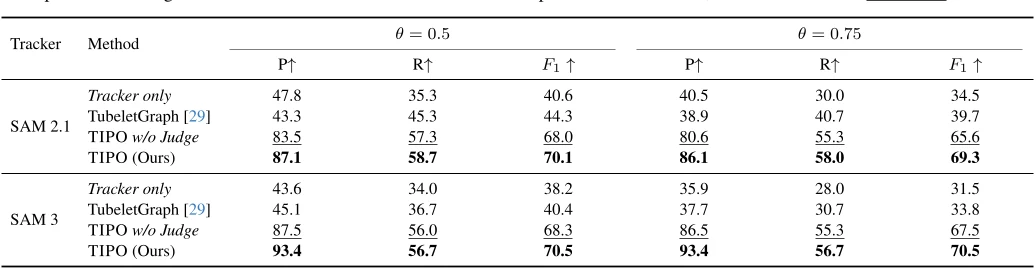 Tracker Method θ = 0.5 θ = 0.75
P↑ R↑ F₁ ↑ P↑ R↑ F₁ ↑
SAM 2.1
Tracker only 47.8 35.3 40.6 40.5 30.0 34.5
TubeletGraph [29] 43.3 45.3 44.3 38.9 40.7 39.7
TIPO w/o Judge 83.5 57.3 68.0 80.6 55.3 65.6
TIPO (Ours) 87.1 58.7 70.1 86.1 58.0 69.3
SAM 3
Tracker only 43.6 34.0 38.2 35.9 28.0 31.5
TubeletGraph [29] 45.1 36.7 40.4 37.7 30.7 33.8
TIPO w/o Judge 87.5 56.0 68.3 86.5 55.3 67.5
TIPO (Ours) 93.4 56.7 70.5 93.4 56.7 70.5